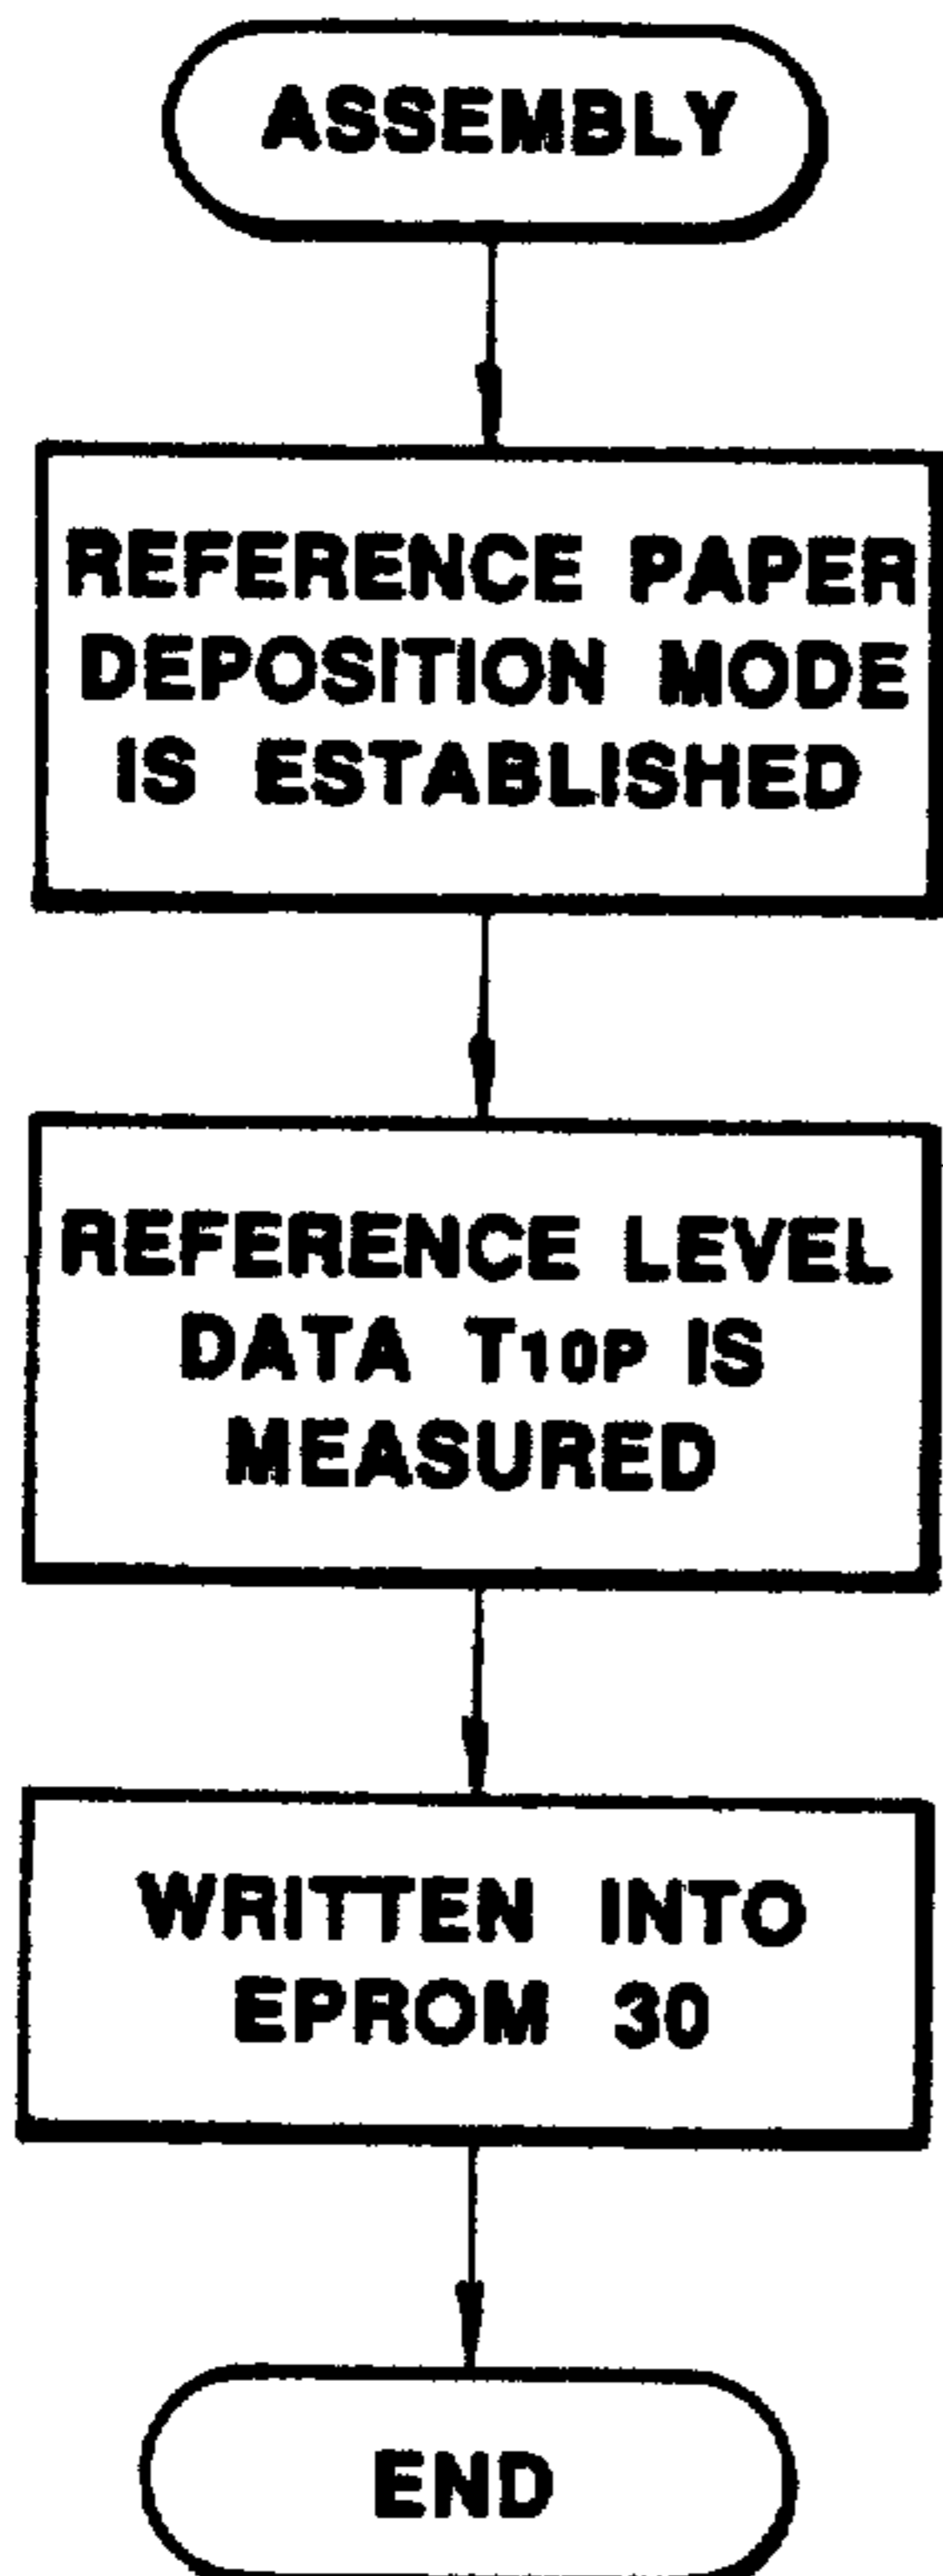 ASSEMBLY
REFERENCE PAPER
DEPOSITION MODE
IS ESTABLISHED
REFERENCE LEVEL
DATA T10P IS
MEASURED
WRITTEN INTO
EPROM 30
END